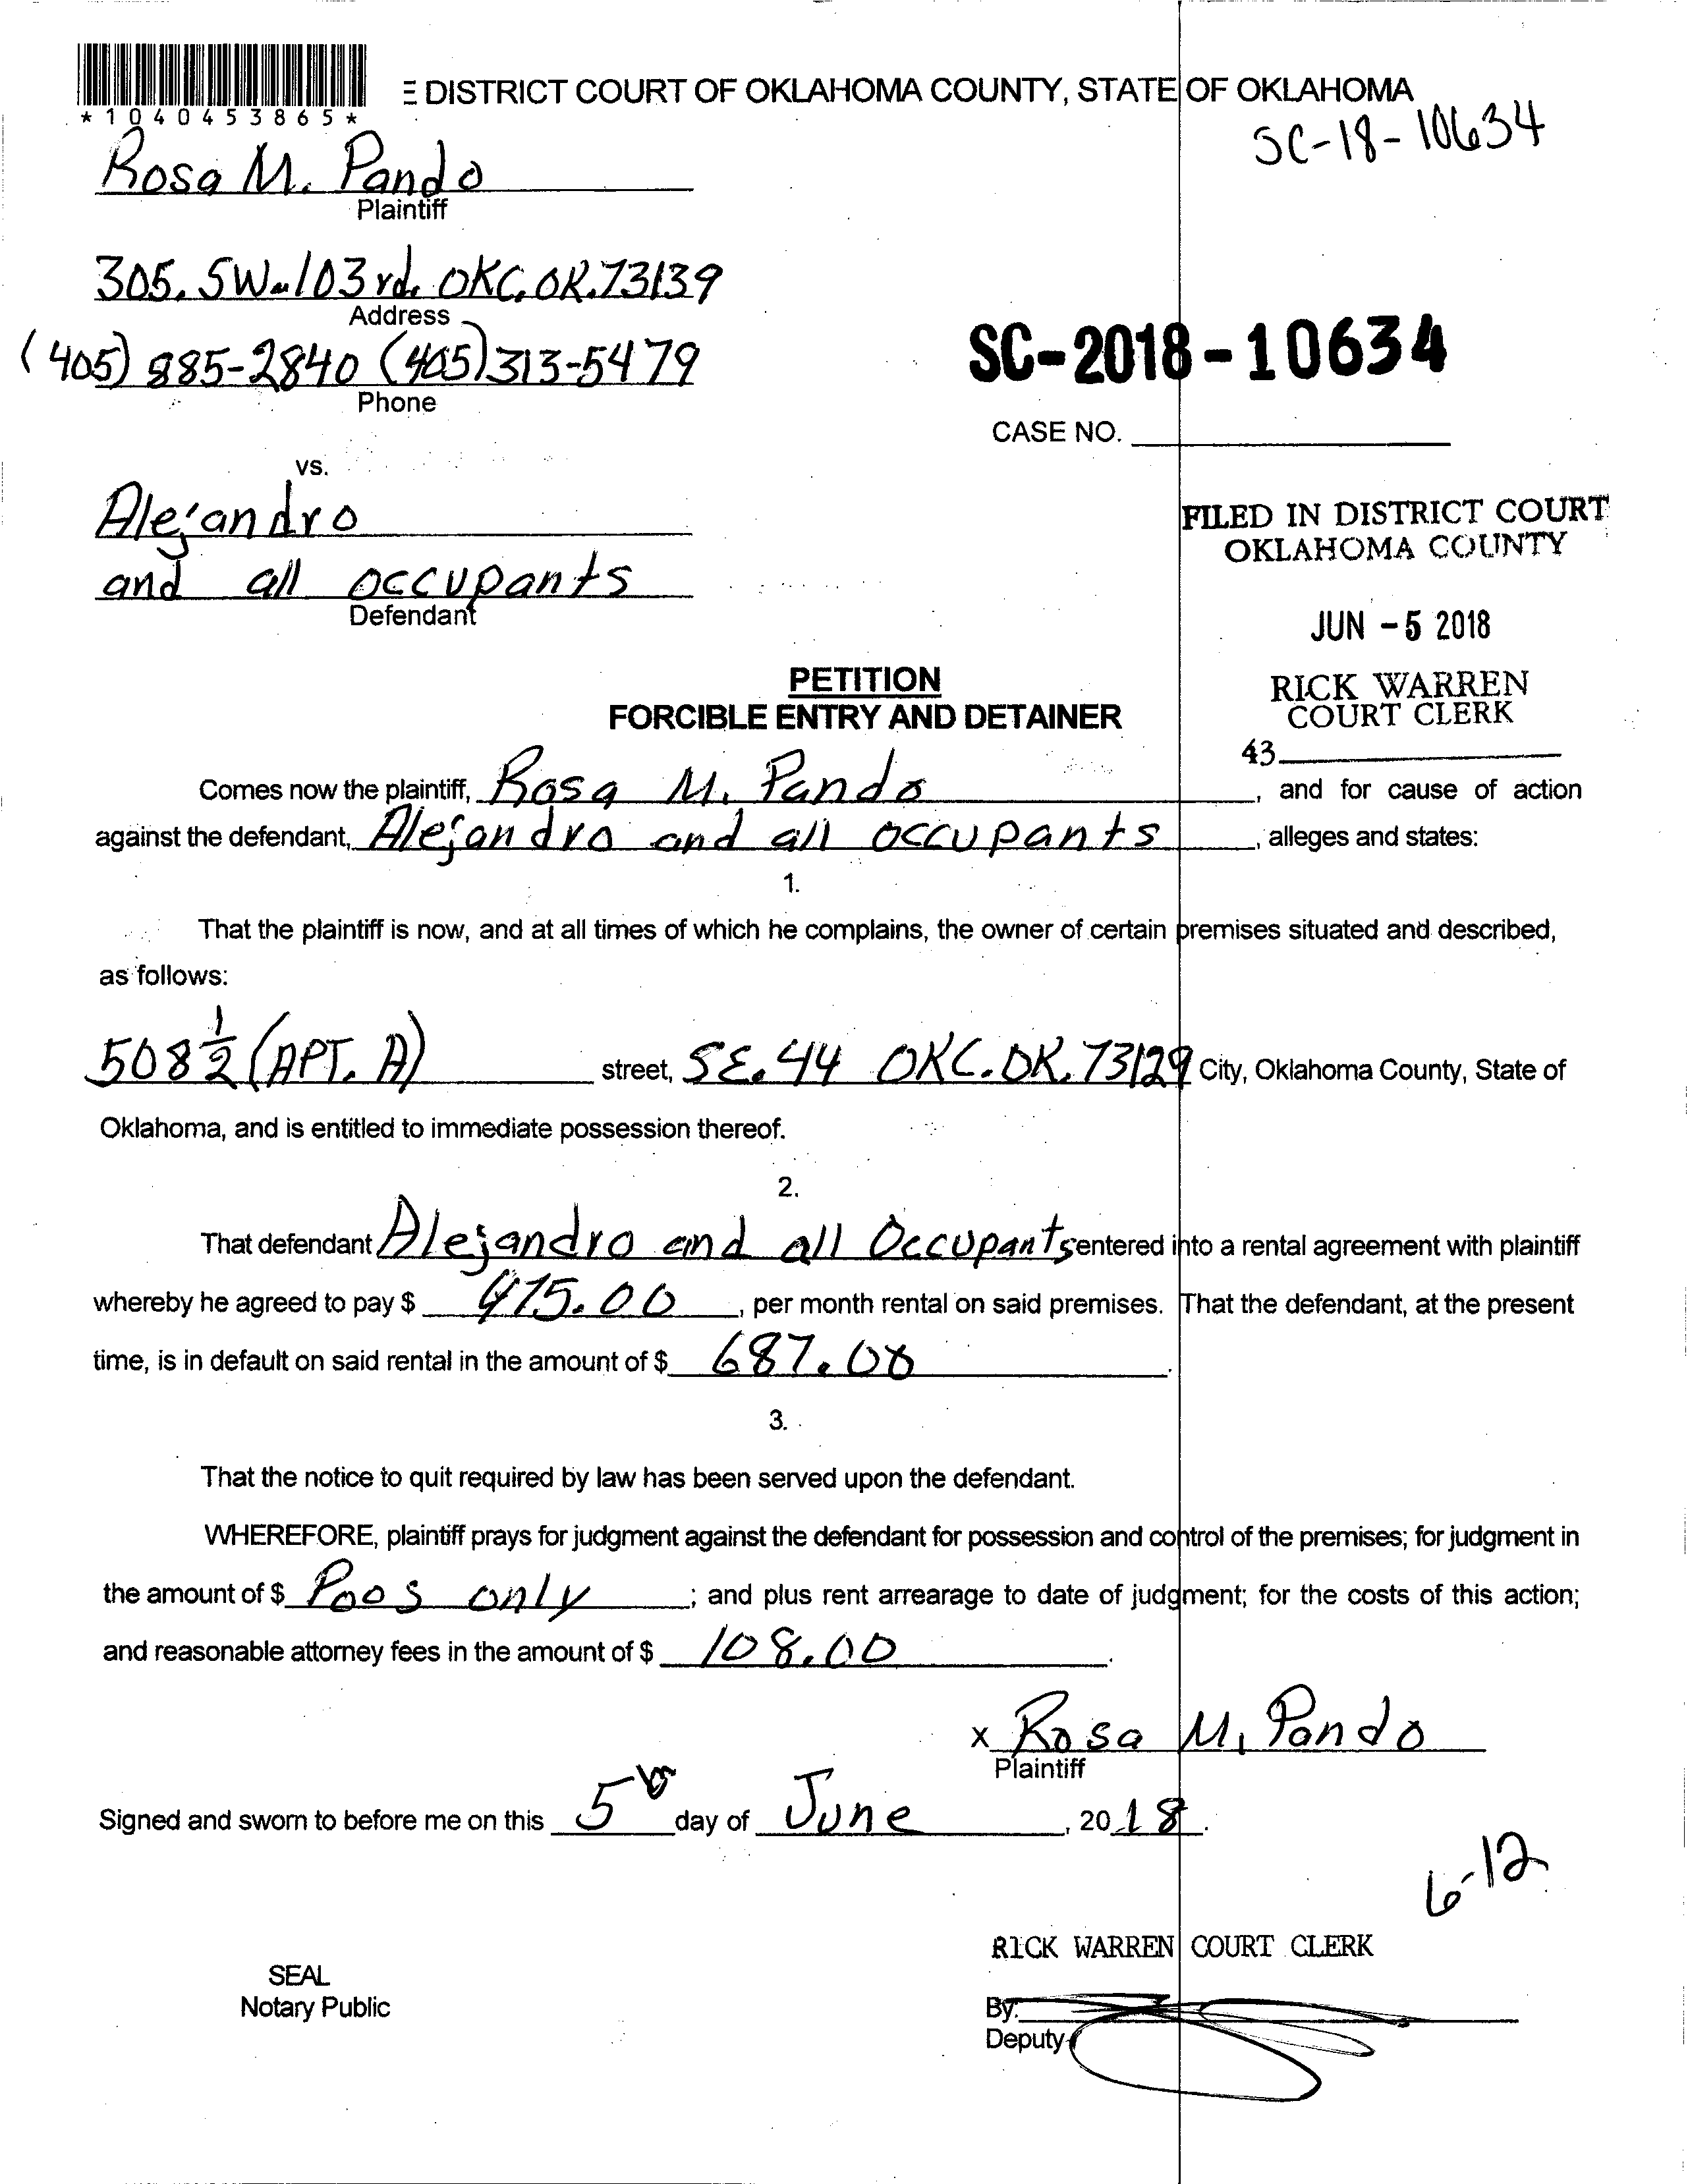 DISTRICT COURT OF OKLAHOMA COUNTY, STATE OF OKLAHOMA
*1040453865*
SC-18-10634
Rosa M. Pando
Plaintiff
305. SW. 103 rd. OKC. OK. 73139
Address
(405) 885-2840 (405) 313-5479
Phone
SC-2018-10634
CASE NO.
vs.
Alejandro
and all occupants
Defendant
FILED IN DISTRICT COURT
OKLAHOMA COUNTY
JUN -5 2018
RICK WARREN
COURT CLERK
43
PETITION
FORCIBLE ENTRY AND DETAINER
Comes now the plaintiff, Rosa M. Pando, and for cause of action
against the defendant, Alejandro and all occupants, alleges and states:
1.
That the plaintiff is now, and at all times of which he complains, the owner of certain premises situated and described,
as follows:
508 1/2 (APT. A) street, SE. 44 OKC. OK. 73129 City, Oklahoma County, State of
Oklahoma, and is entitled to immediate possession thereof.
2.
That defendant Alejandro and all Occupants entered into a rental agreement with plaintiff
whereby he agreed to pay $ 475.00, per month rental on said premises. That the defendant, at the present
time, is in default on said rental in the amount of $ 687.00.
3.
That the notice to quit required by law has been served upon the defendant.
WHEREFORE, plaintiff prays for judgment against the defendant for possession and control of the premises; for judgment in
the amount of $ Poos only; and plus rent arrearage to date of judgment; for the costs of this action;
and reasonable attorney fees in the amount of $ 108.00.
x Rosa M. Pando
Plaintiff
Signed and sworn to before me on this 5 day of June, 2018.
6-12
RICK WARREN COURT CLERK
SEAL
Notary Public
By:
Deputy